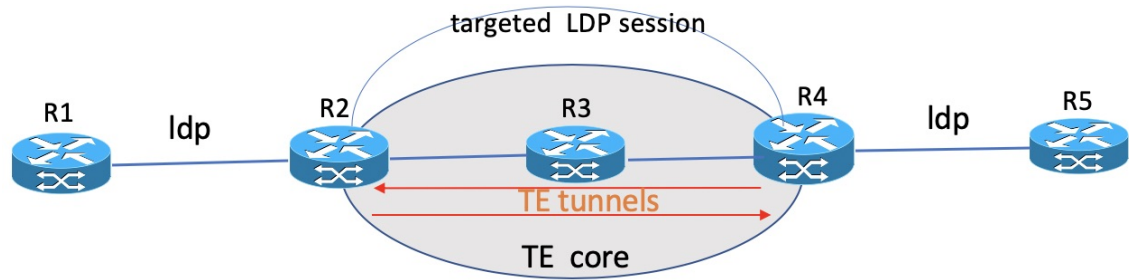 targeted LDP session
R1
ldp
R2
R3
R4
ldp
R5
TE tunnels
TE core